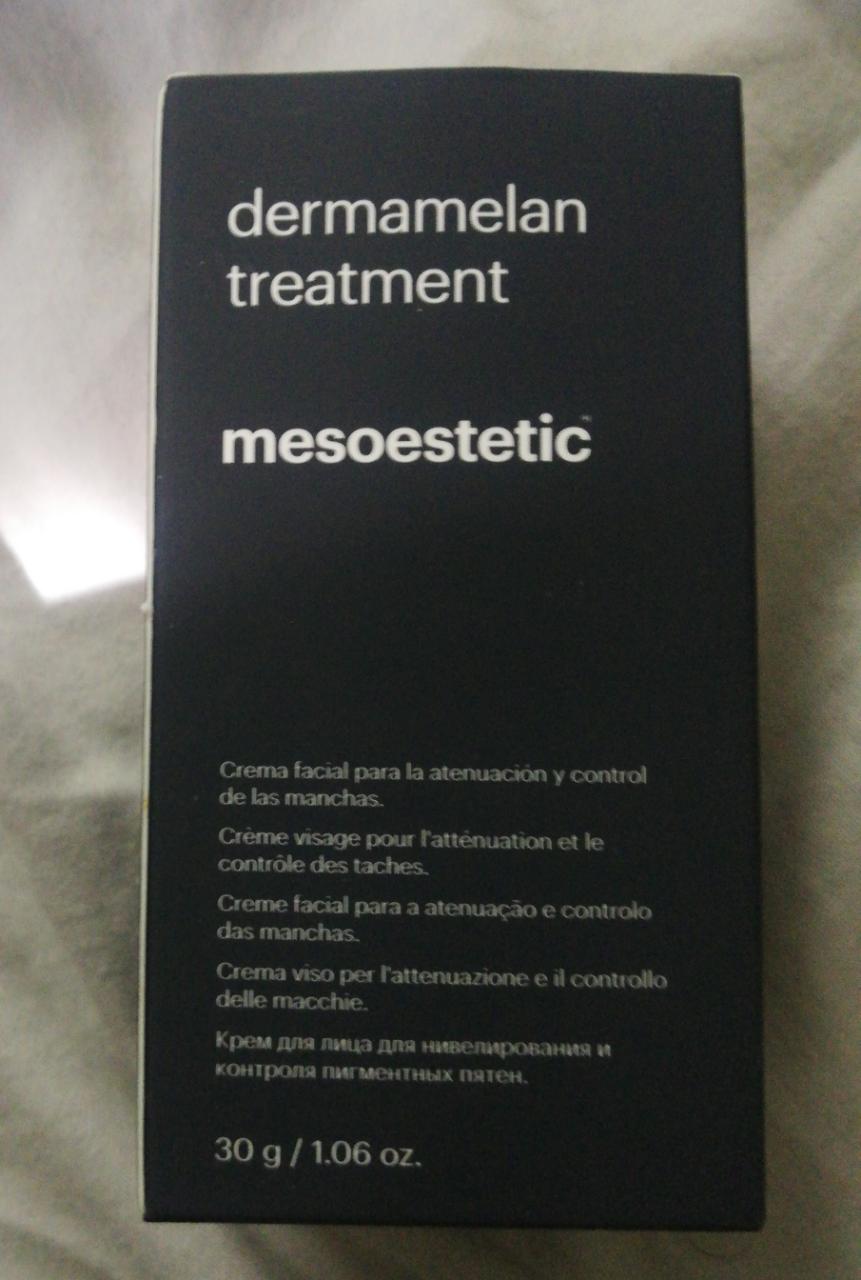 dermamelan
treatment
mesoestetic
Crema facial para la atenuación y control
de las manchas.
Crème visage pour l'atténuation et le
contrôle des taches.
Creme facial para a atenuação e controlo
das manchas.
Crema viso per l'attenuazione e il controllo
delle macchie.
Крем для лица для нивелирования и
контроля пигментных пятен.
30 g / 1.06 oz.